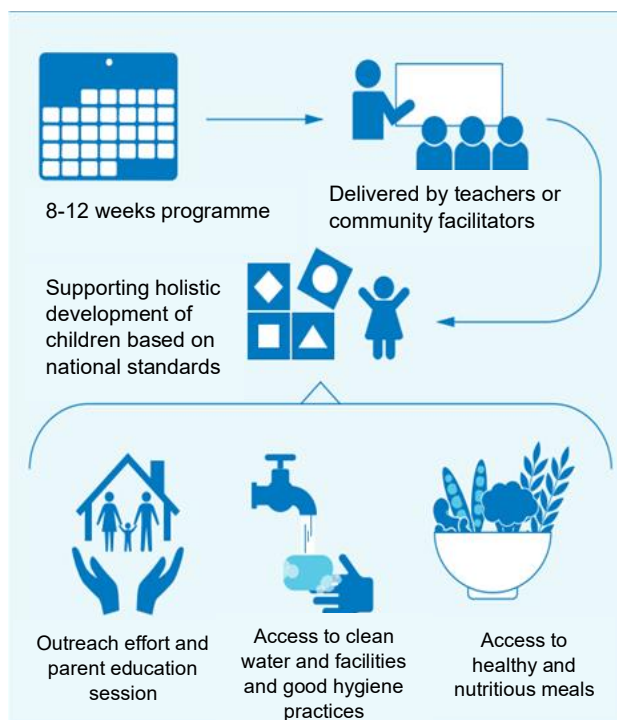 8-12 weeks programme
Delivered by teachers or
community facilitators
Supporting holistic
development of
children based on
national standards
Outreach effort and
parent education
session
Access to clean
water and facilities
and good hygiene
practices
Access to
healthy and
nutritious meals